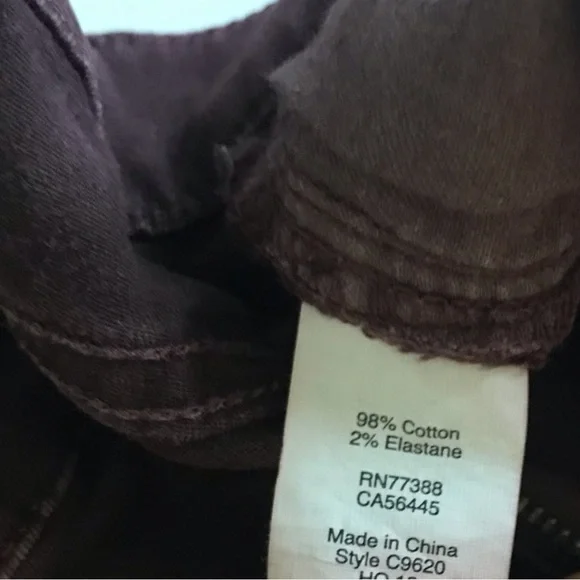 98% Cotton
2% Elastane
RN77388
CA56445
Made in China
Style C9620